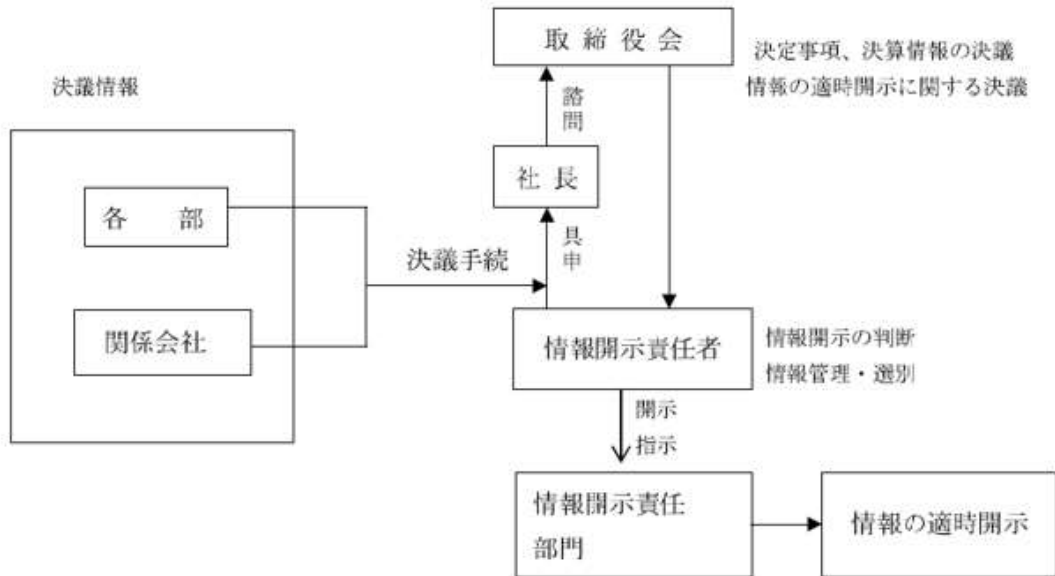 取 締 役 会
決定事項、決算情報の決議
情報の適時開示に関する決議
決議情報
諮問
社 長
各　　部
具申
決議手続
関係会社
情報開示責任者
情報開示の判断
情報管理・選別
開示
指示
情報開示責任
部門
情報の適時開示